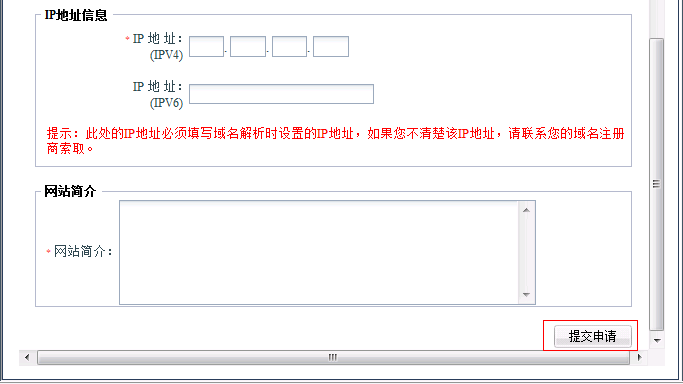 IP地址信息
* IP 地 址：
(IPV4)
. . .
IP 地 址：
(IPV6)
提示：此处的IP地址必须填写域名解析时设置的IP地址，如果您不清楚该IP地址，请联系您的域名注册
商索取。
网站简介
* 网站简介：
提交申请